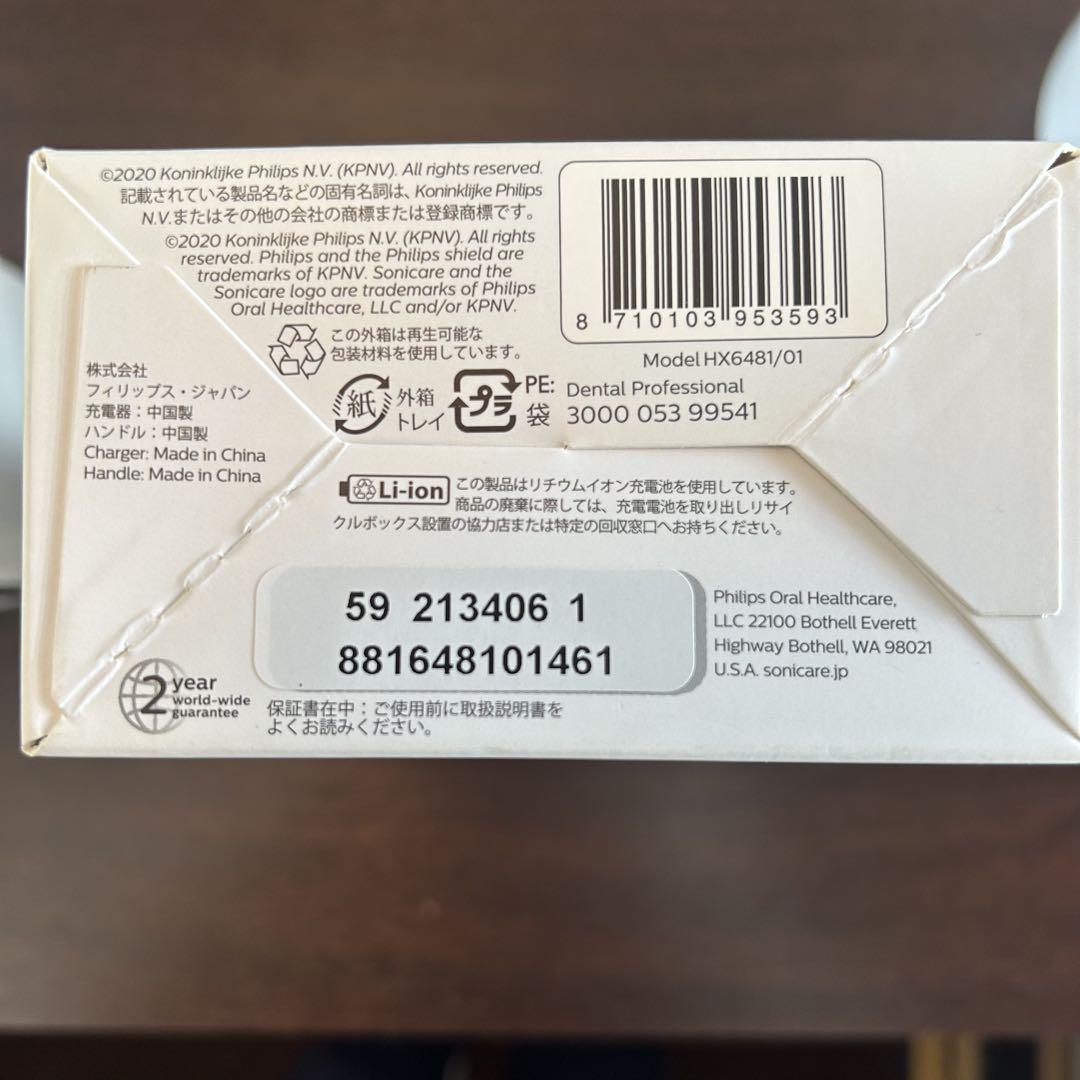 ©2020 Koninklijke Philips N.V. (KPNV). All rights reserved.
記載されている製品名などの固有名詞は、Koninklijke Philips
N.V.またはその他の会社の商標または登録商標です。
©2020 Koninklijke Philips N.V. (KPNV). All rights
reserved. Philips and the Philips shield are
trademarks of KPNV. Sonicare and the
Sonicare logo are trademarks of Philips
Oral Healthcare, LLC and/or KPNV.
8 710103 953593
Model HX6481/01
Dental Professional
3000 053 99541
この外箱は再生可能な
包装材料を使用しています。
紙 外箱
トレイ
プラ PE:
袋
株式会社
フィリップス・ジャパン
充電器：中国製
ハンドル：中国製
Charger: Made in China
Handle: Made in China
Li-ion この製品はリチウムイオン充電池を使用しています。
商品の廃棄に際しては、充電電池を取り出しリサイ
クルボックス設置の協力店または特定の回収窓口へお持ちください。
59 213406 1
881648101461
Philips Oral Healthcare,
LLC 22100 Bothell Everett
Highway Bothell, WA 98021
U.S.A. sonicare.jp
2 year
world-wide
guarantee
保証書在中：ご使用前に取扱説明書を
よくお読みください。